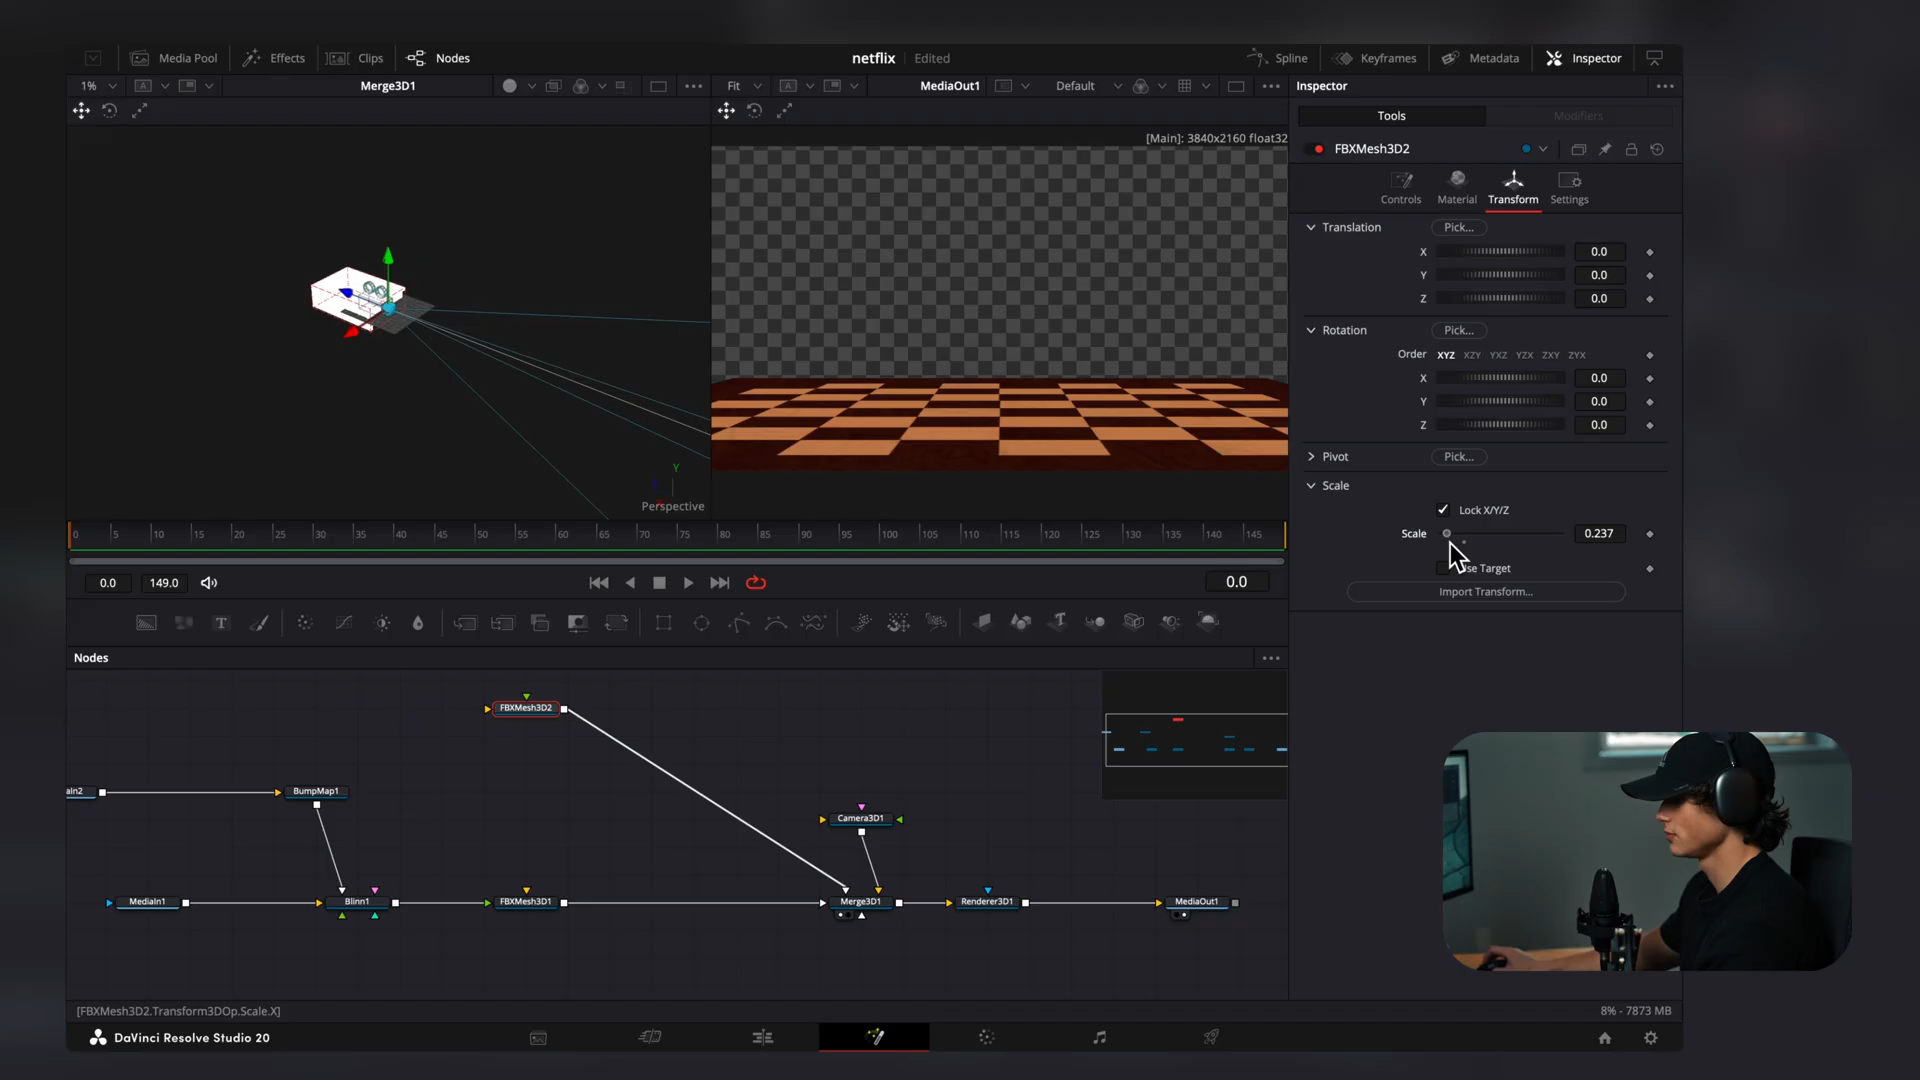 Media Pool
Effects
Clips
Nodes
netflix
Edited
Spline
Keyframes
Metadata
Inspector
1%
Merge3D1
Fit
MediaOut1
Default
Inspector
Tools
Modifiers
[Main]: 3840x2160 float32
FBXMesh3D2
Controls
Material
Transform
Settings
Translation
Pick...
X
0.0
Y
0.0
Z
0.0
Rotation
Pick...
Order
XYZ
XZY
YXZ
YZX
ZXY
ZYX
X
0.0
Y
0.0
Z
0.0
Pivot
Pick...
Scale
Lock X/Y/Z
Scale
0.237
se Target
Import Transform...
Y
Perspective
0
5
10
15
20
25
30
35
40
45
50
55
60
65
70
75
80
85
90
95
100
105
110
115
120
125
130
135
140
145
0.0
149.0
0.0
Nodes
FBXMesh3D2
aIn2
BumpMap1
Camera3D1
MediaIn1
Blinn1
FBXMesh3D1
Merge3D1
Renderer3D1
MediaOut1
[FBXMesh3D2.Transform3DOp.Scale.X]
8% - 7873 MB
DaVinci Resolve Studio 20